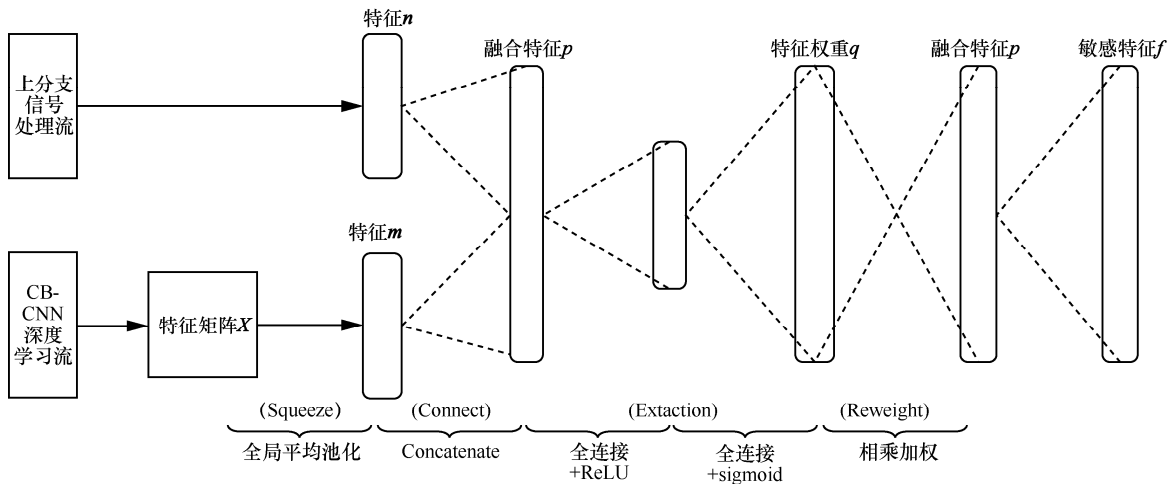 特征n
融合特征p
特征权重q
融合特征p
敏感特征f
上分支
信号
处理流
特征m
CB-
CNN
深度
学习流
特征矩阵X
(Squeeze)
(Connect)
(Extaction)
(Reweight)
全局平均池化
Concatenate
全连接
+ReLU
全连接
+sigmoid
相乘加权